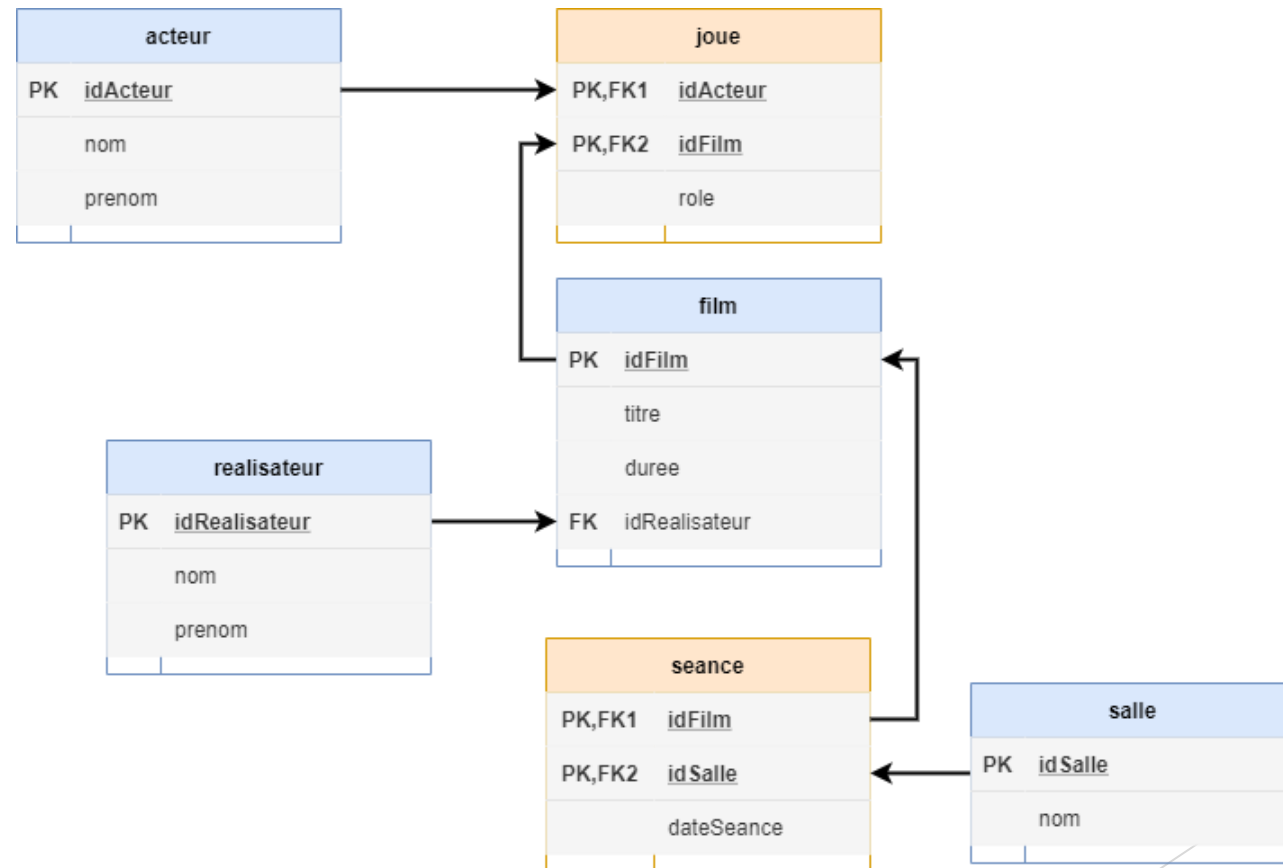 acteur
PK idActeur
nom
prenom
joue
PK,FK1 idActeur
PK,FK2 idFilm
role
film
PK idFilm
titre
duree
FK idRealisateur
realisateur
PK idRealisateur
nom
prenom
seance
PK,FK1 idFilm
PK,FK2 idSalle
dateSeance
salle
PK idSalle
nom